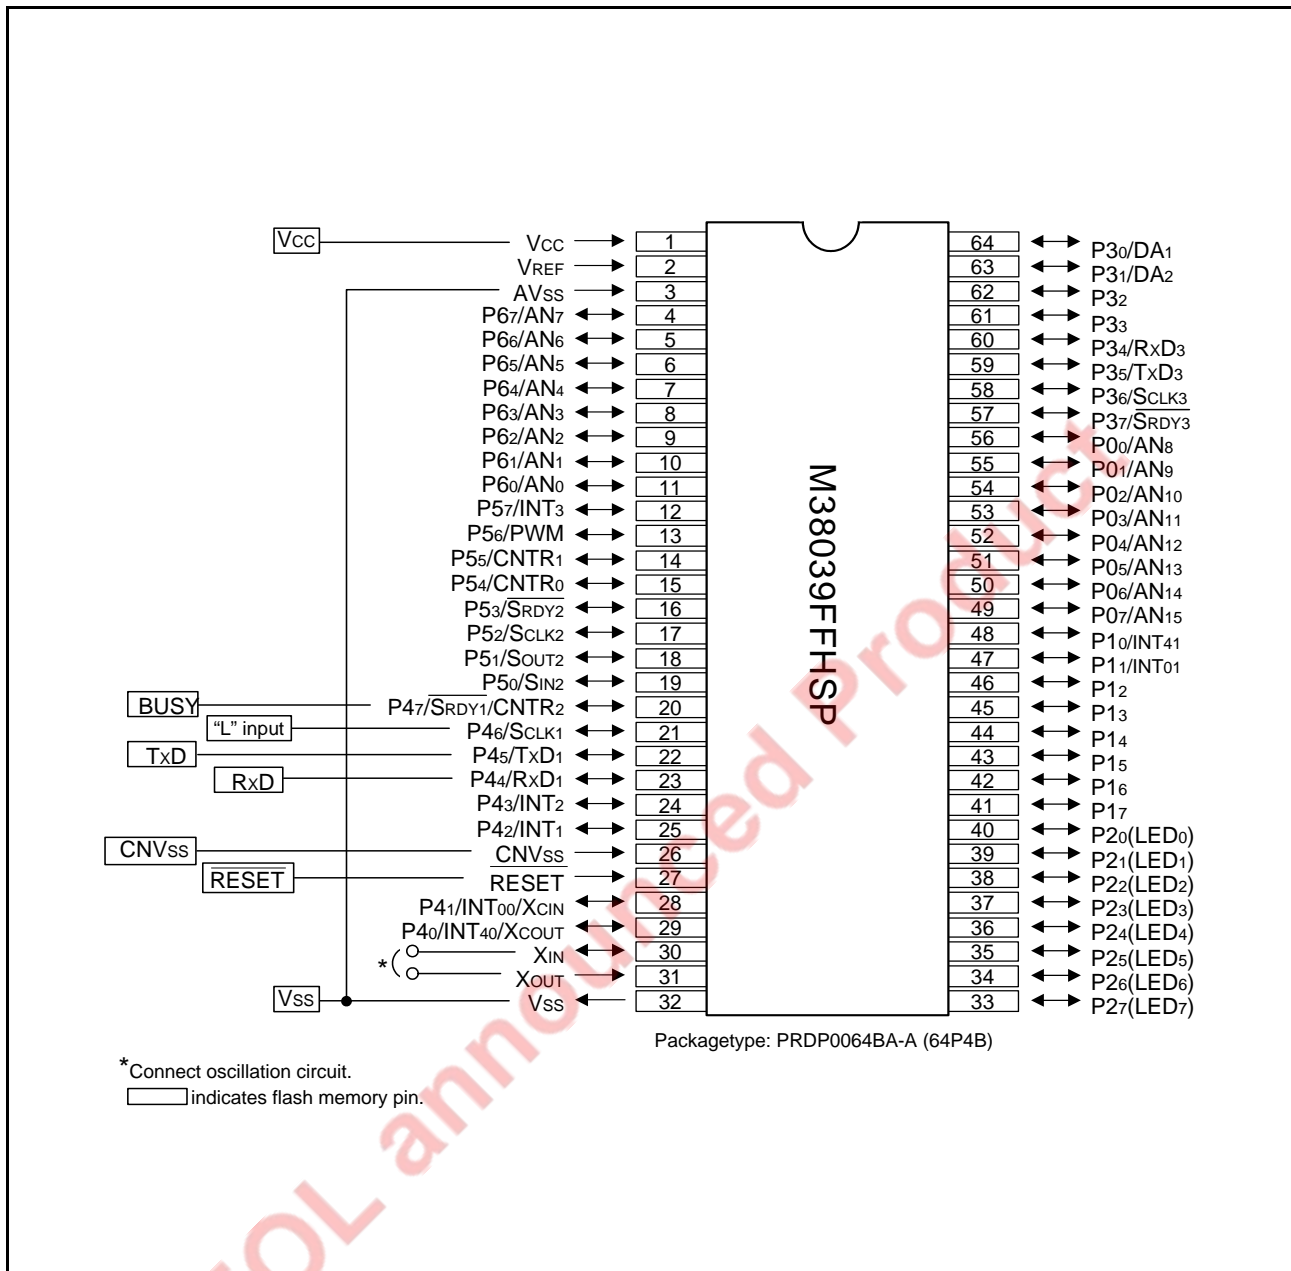 VCC VCC 1 64 P30/DA1
VREF 2 63 P31/DA2
AVSS 3 62 P32
P67/AN7 4 61 P33
P66/AN6 5 60 P34/RXD3
P65/AN5 6 59 P35/TXD3
P64/AN4 7 58 P36/SCLK3
P63/AN3 8 57 P37/SRDY3
P62/AN2 9 56 P00/AN8
P61/AN1 10 55 P01/AN9
P60/AN0 11 54 P02/AN10
P57/INT3 12 53 P03/AN11
P56/PWM 13 52 P04/AN12
P55/CNTR1 14 51 P05/AN13
P54/CNTR0 15 50 P06/AN14
P53/SRDY2 16 49 P07/AN15
P52/SCLK2 17 48 P10/INT41
P51/SOUT2 18 47 P11/INT01
P50/SIN2 19 46 P12
BUSY P47/SRDY1/CNTR2 20 45 P13
“L” input P46/SCLK1 21 44 P14
TXD P45/TXD1 22 43 P15
RXD P44/RXD1 23 42 P16
P43/INT2 24 41 P17
P42/INT1 25 40 P20(LED0)
CNVSS CNVSS 26 39 P21(LED1)
RESET RESET 27 38 P22(LED2)
P41/INT00/XCIN 28 37 P23(LED3)
P40/INT40/XCOUT 29 36 P24(LED4)
* XIN 30 35 P25(LED5)
XOUT 31 34 P26(LED6)
VSS VSS 32 33 P27(LED7)
M38039FFHSP
Packagetype: PRDP0064BA-A (64P4B)
*Connect oscillation circuit.
indicates flash memory pin.
EOL announced Product